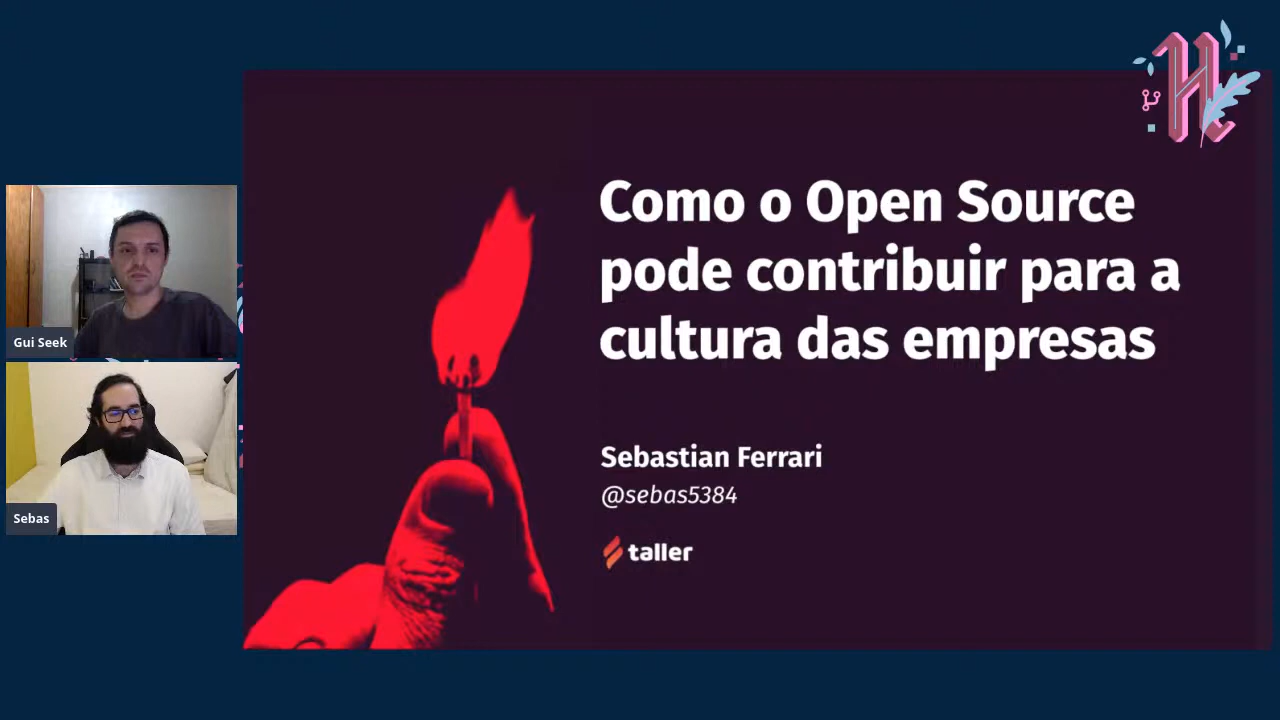 Como o Open Source
pode contribuir para a
cultura das empresas
Sebastian Ferrari
@sebas5384
taller
Gui Seek
Sebas
H